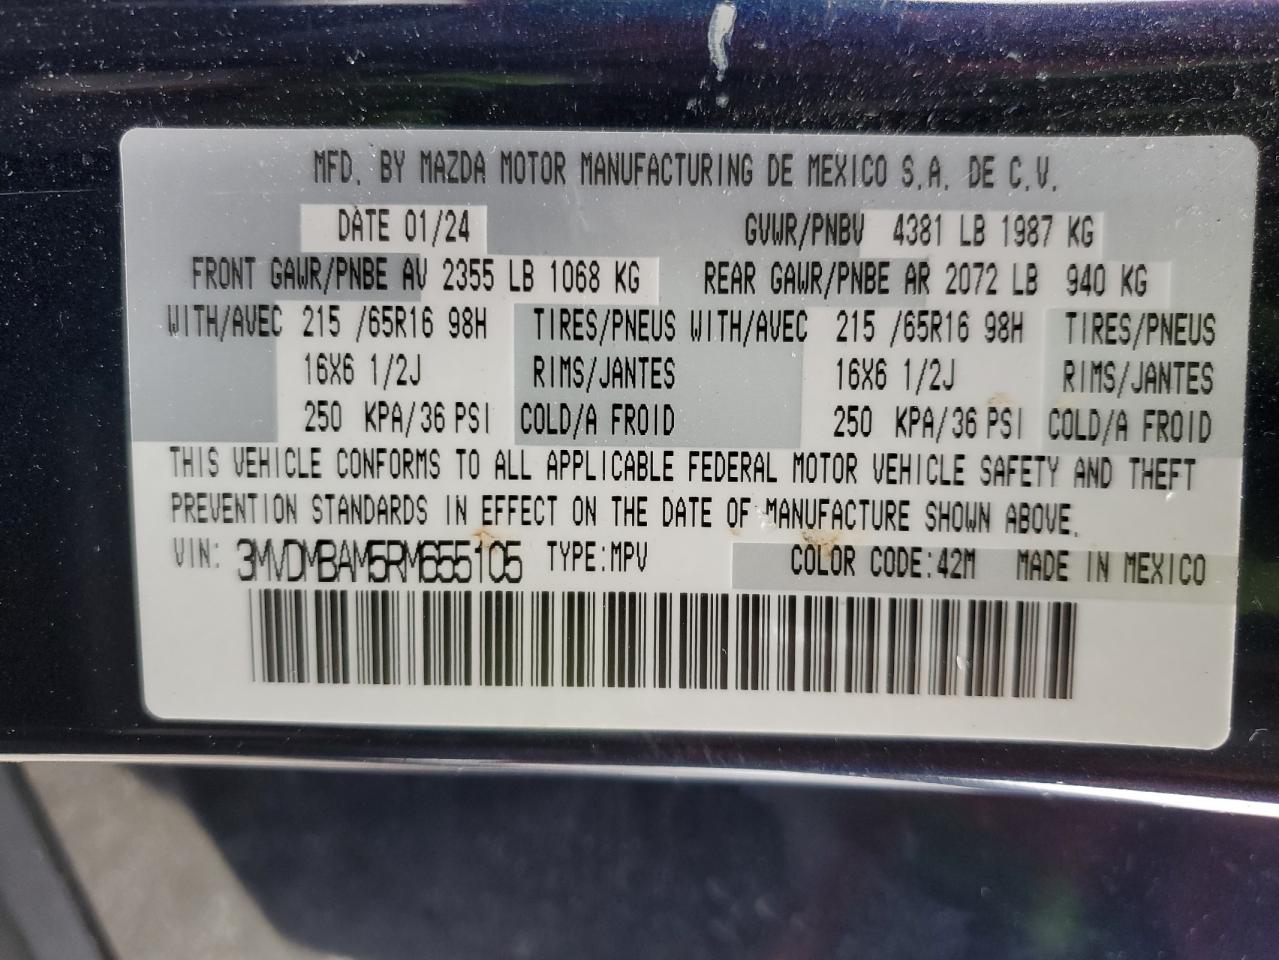 MFD. BY MAZDA MOTOR MANUFACTURING DE MEXICO S.A. DE C.V.
DATE 01/24 GVWR/PNBV 4381 LB 1987 KG
FRONT GAWR/PNBE AV 2355 LB 1068 KG REAR GAWR/PNBE AR 2072 LB 940 KG
WITH/AVEC 215 /65R16 98H TIRES/PNEUS WITH/AVEC 215 /65R16 98H TIRES/PNEUS
16X6 1/2J RIMS/JANTES 16X6 1/2J RIMS/JANTES
250 KPA/36 PSI COLD/A FROID 250 KPA/36 PSI COLD/A FROID
THIS VEHICLE CONFORMS TO ALL APPLICABLE FEDERAL MOTOR VEHICLE SAFETY AND THEFT
PREVENTION STANDARDS IN EFFECT ON THE DATE OF MANUFACTURE SHOWN ABOVE.
VIN: 3MVDMBAM5RM655105 TYPE:MPV COLOR CODE:42M MADE IN MEXICO